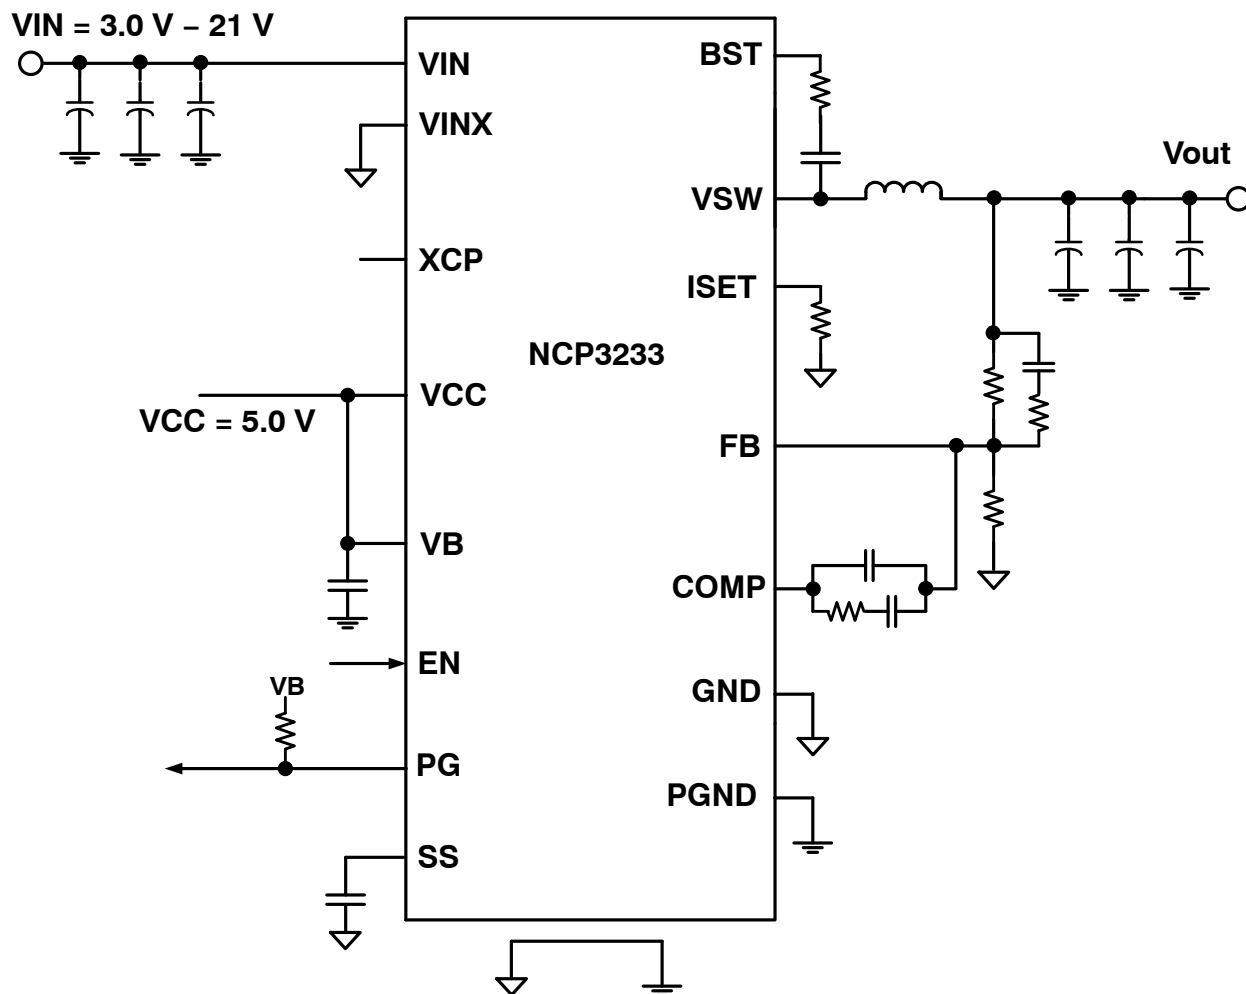 VIN = 3.0 V – 21 V
VIN
VINX
XCP
VCC
VCC = 5.0 V
VB
EN
VB
PG
SS
NCP3233
BST
VSW
Vout
ISET
FB
COMP
GND
PGND